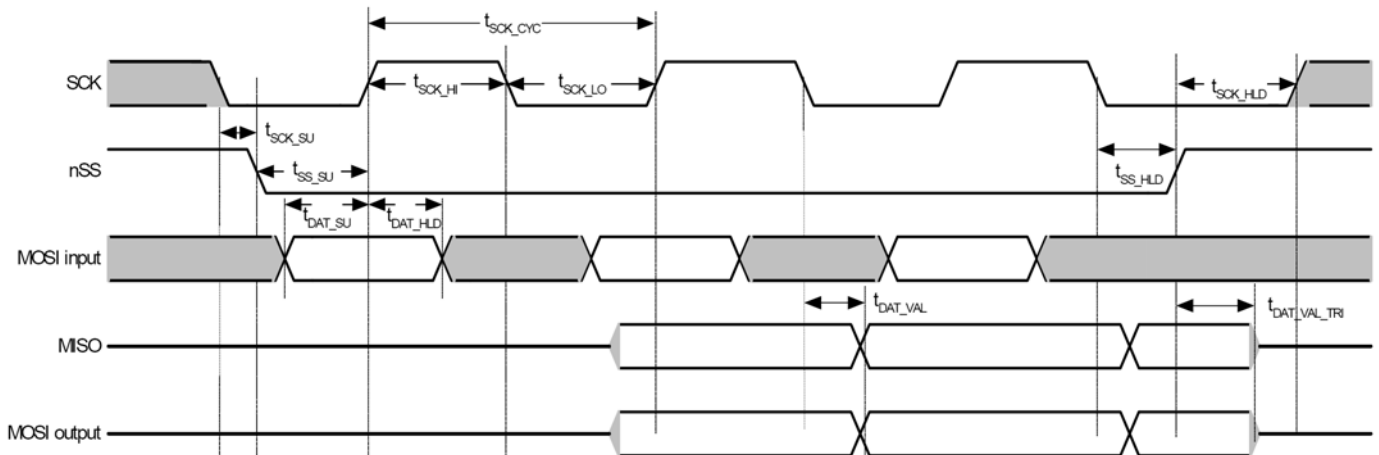 tSCK_CYC
SCK
tSCK_HI
tSCK_LO
tSCK_HLD
tSCK_SU
nSS
tSS_SU
tSS_HLD
tDAT_SU
tDAT_HLD
MOSI input
tDAT_VAL
tDAT_VAL_TRI
MISO
MOSI output